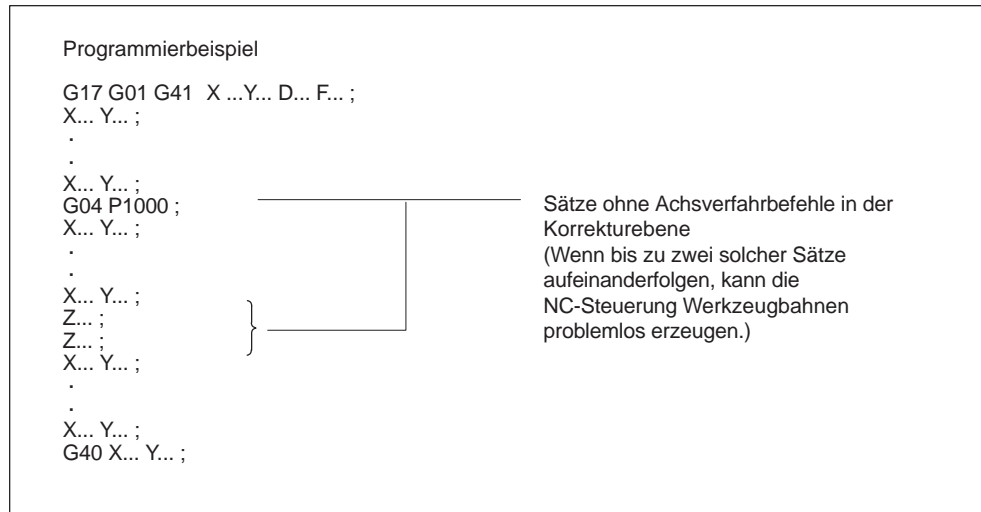 Programmierbeispiel
G17 G01 G41 X ...Y... D... F... ;
X... Y... ;
.
.
X... Y... ;
G04 P1000 ;
X... Y... ;
.
.
X... Y... ;
Z... ;
Z... ;
X... Y... ;
.
.
X... Y... ;
G40 X... Y... ;
Sätze ohne Achsverfahrbefehle in der
Korrekturebene
(Wenn bis zu zwei solcher Sätze
aufeinanderfolgen, kann die
NC-Steuerung Werkzeugbahnen
problemlos erzeugen.)